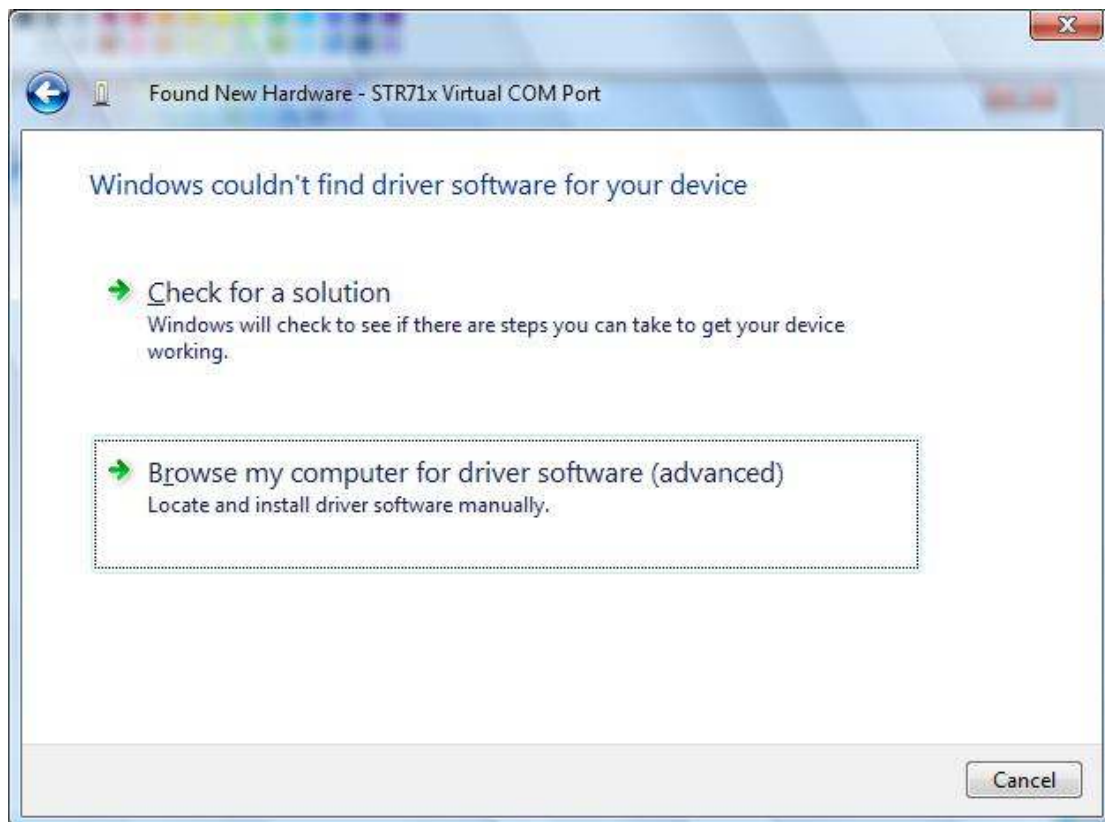 Found New Hardware - STR71x Virtual COM Port
Windows couldn't find driver software for your device
Check for a solution
Windows will check to see if there are steps you can take to get your device
working.
Browse my computer for driver software (advanced)
Locate and install driver software manually.
Cancel